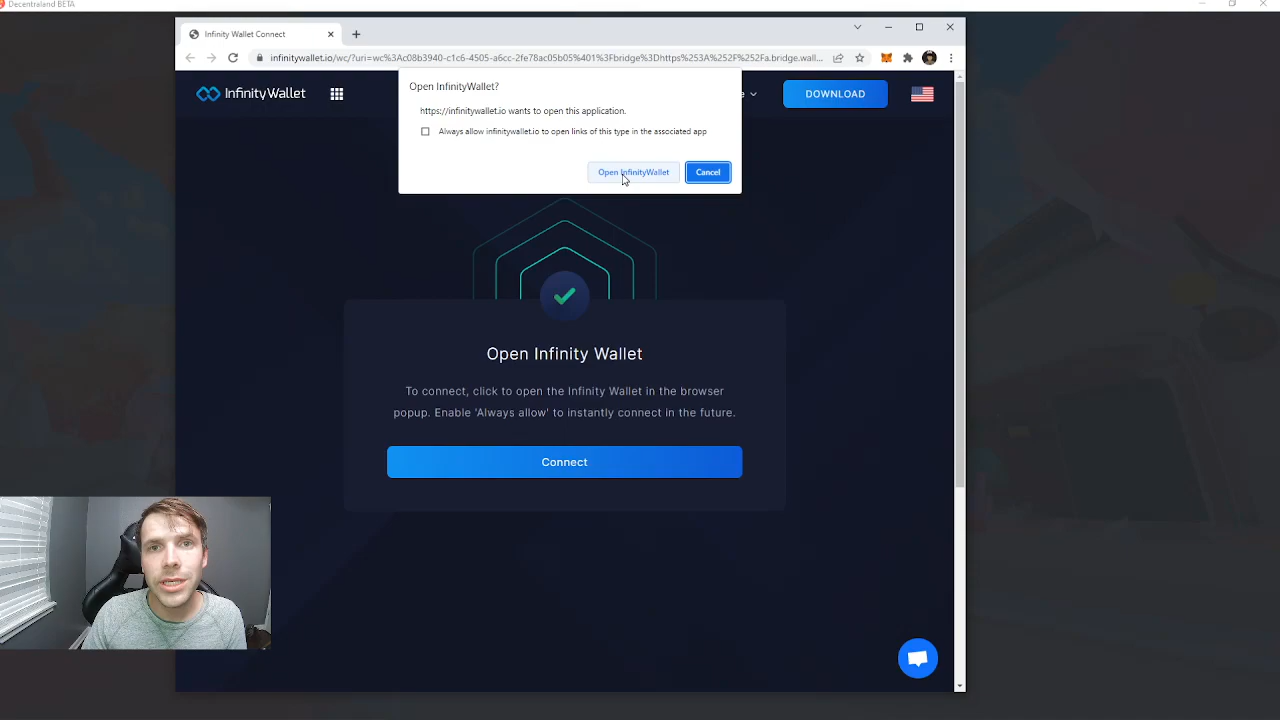 Decentraland BETA
Infinity Wallet Connect
infinitywallet.io/wc/?uri=wc%3Ac08b3940-c1c6-4505-a6cc-2fe78ac05b05%401%3Fbridge%3Dhttps%253A%252F%252Fa.bridge.wall...
InfinityWallet
e
DOWNLOAD
Open InfinityWallet?
https://infinitywallet.io wants to open this application.
Always allow infinitywallet.io to open links of this type in the associated app
Open InfinityWallet
Cancel
Open Infinity Wallet
To connect, click to open the Infinity Wallet in the browser
popup. Enable 'Always allow' to instantly connect in the future.
Connect